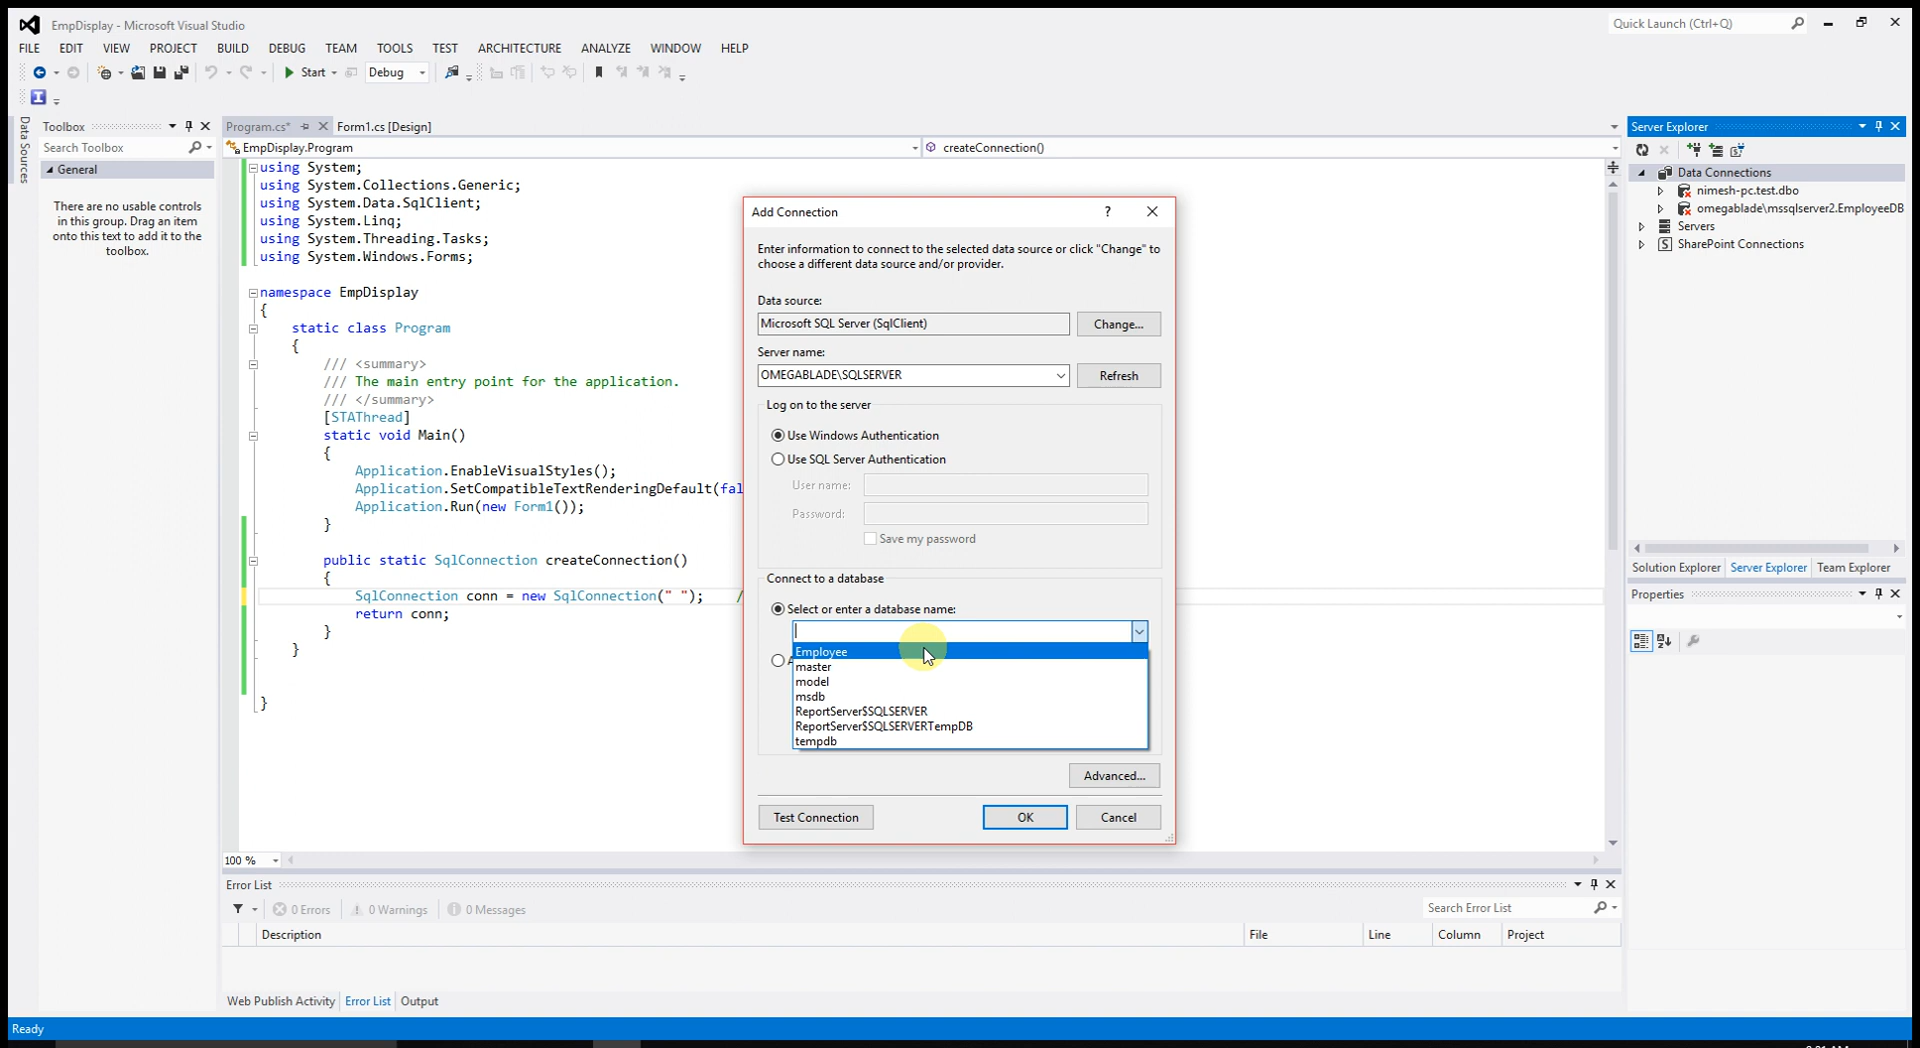 EmpDisplay - Microsoft Visual Studio
Quick Launch (Ctrl+Q)
FILE EDIT VIEW PROJECT BUILD DEBUG TEAM TOOLS TEST ARCHITECTURE ANALYZE WINDOW HELP
Start Debug
Data Sources
Toolbox
Search Toolbox
General
There are no usable controls
in this group. Drag an item
onto this text to add it to the
toolbox.
Program.cs* Form1.cs [Design]
EmpDisplay.Program createConnection()
using System;
using System.Collections.Generic;
using System.Data.SqlClient;
using System.Linq;
using System.Threading.Tasks;
using System.Windows.Forms;
namespace EmpDisplay
{
static class Program
{
/// <summary>
/// The main entry point for the application.
/// </summary>
[STAThread]
static void Main()
{
Application.EnableVisualStyles();
Application.SetCompatibleTextRenderingDefault(fal
Application.Run(new Form1());
}
public static SqlConnection createConnection()
{
SqlConnection conn = new SqlConnection(" "); /
return conn;
}
}
}
Add Connection ?
Enter information to connect to the selected data source or click "Change" to
choose a different data source and/or provider.
Data source:
Microsoft SQL Server (SqlClient) Change...
Server name:
OMEGABLADE\SQLSERVER Refresh
Log on to the server
Use Windows Authentication
Use SQL Server Authentication
User name:
Password:
Save my password
Connect to a database
Select or enter a database name:
Employee
master
model
msdb
ReportServer$SQLSERVER
ReportServer$SQLSERVERTempDB
tempdb
Advanced...
Test Connection OK Cancel
Server Explorer
Data Connections
nimesh-pc.test.dbo
omegablade\mssqlserver2.EmployeeDB
Servers
SharePoint Connections
Solution Explorer Server Explorer Team Explorer
Properties
100 %
Error List
0 Errors 0 Warnings 0 Messages
Search Error List
Description File Line Column Project
Web Publish Activity Error List Output
Ready